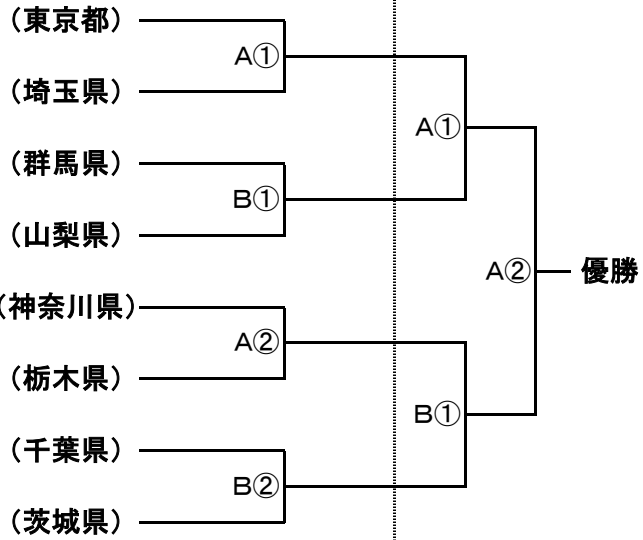 (東京都)
A①
(埼玉県)
A①
(群馬県)
B①
(山梨県)
A②
優勝
(神奈川県)
A②
(栃木県)
B①
(千葉県)
B②
(茨城県)